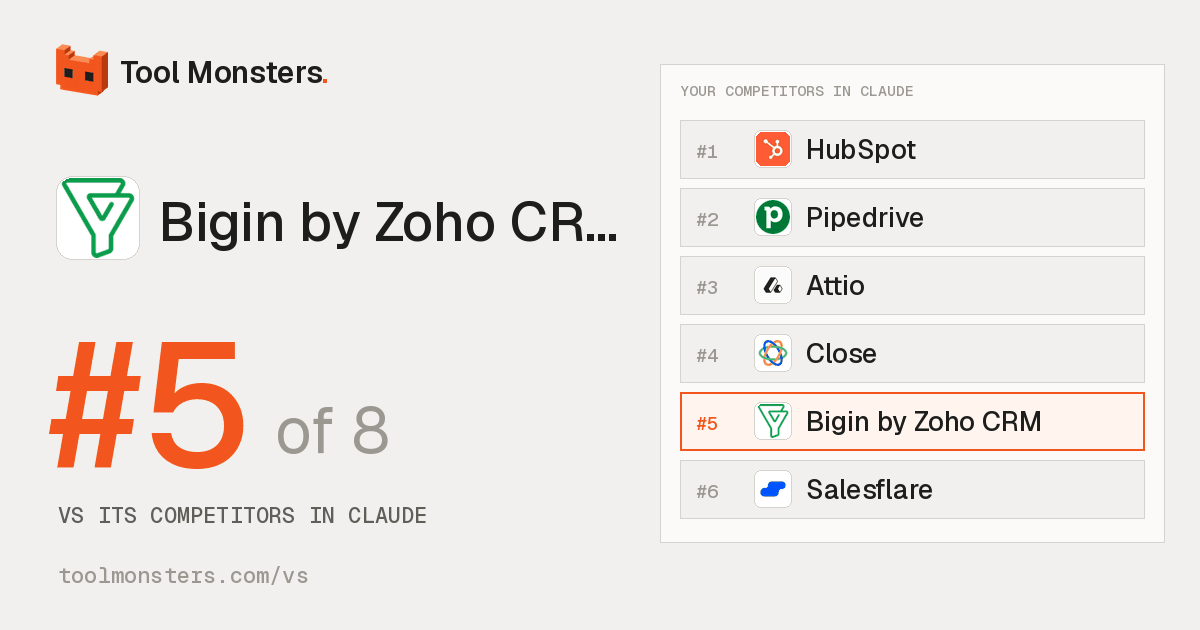 Tool Monsters.
Bigin by Zoho CR...
#5 of 8
VS ITS COMPETITORS IN CLAUDE
toolmonsters.com/vs
YOUR COMPETITORS IN CLAUDE
#1 HubSpot
#2 Pipedrive
#3 Attio
#4 Close
#5 Bigin by Zoho CRM
#6 Salesflare